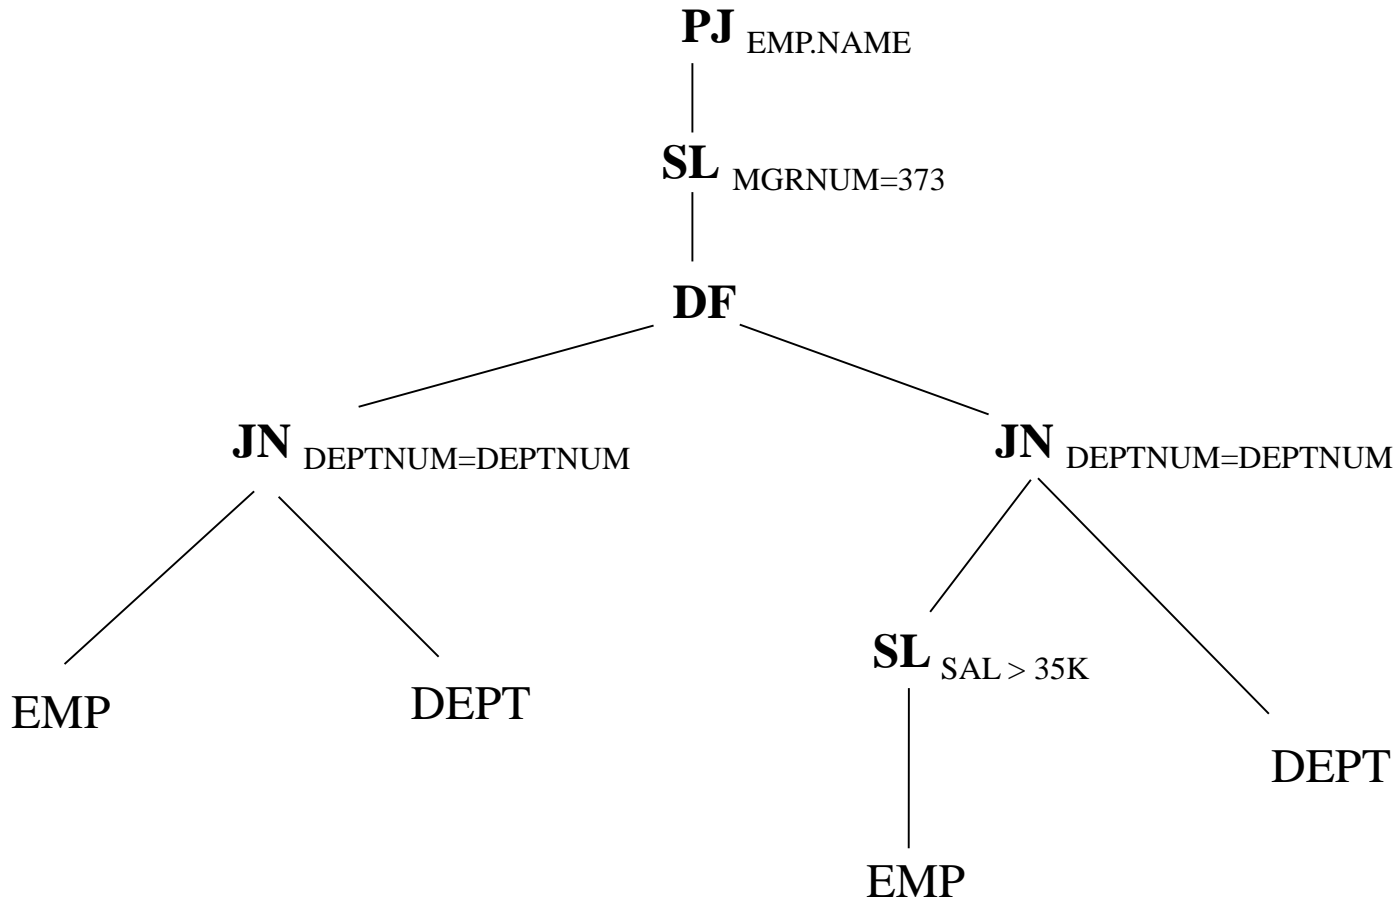 PJ EMP.NAME
SL MGRNUM=373
DF
JN DEPTNUM=DEPTNUM
JN DEPTNUM=DEPTNUM
SL SAL > 35K
EMP
DEPT
DEPT
EMP